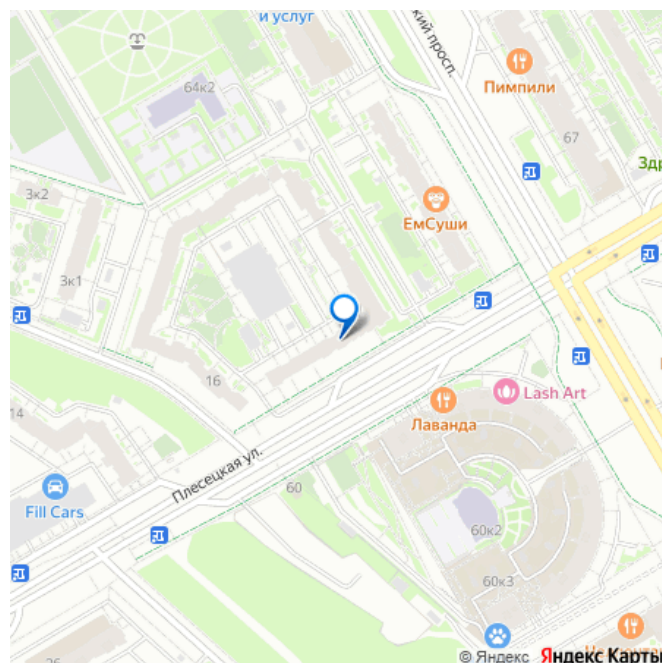 и услуг
кий просп.
Пимпили
64к2
67
Здр
3к2
ЕмСуши
3к1
16
Lash Art
14
Лаванда
Плесецкая ул.
60
Fill Cars
60к2
60к3
© Яндекс Яндекс Карты